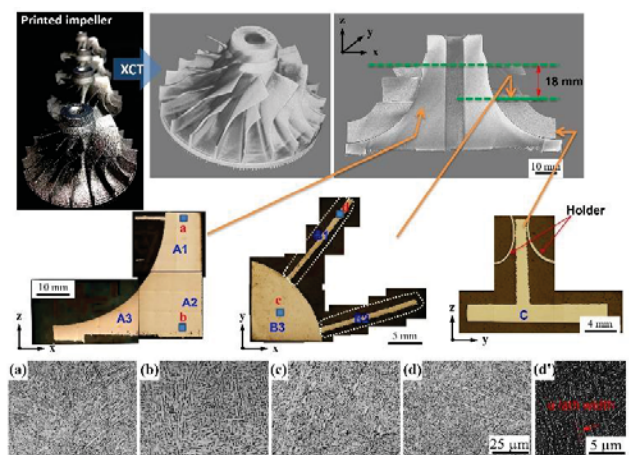 Printed impeller
XCT
z
y
x
18 mm
10 mm
Holder
a
A1
10 mm
A2
A3
b
z
x
c
B3
y
x
5 mm
C
z
y
4 mm
(a)
(b)
(c)
(d)
25 µm
(d')
5 µm